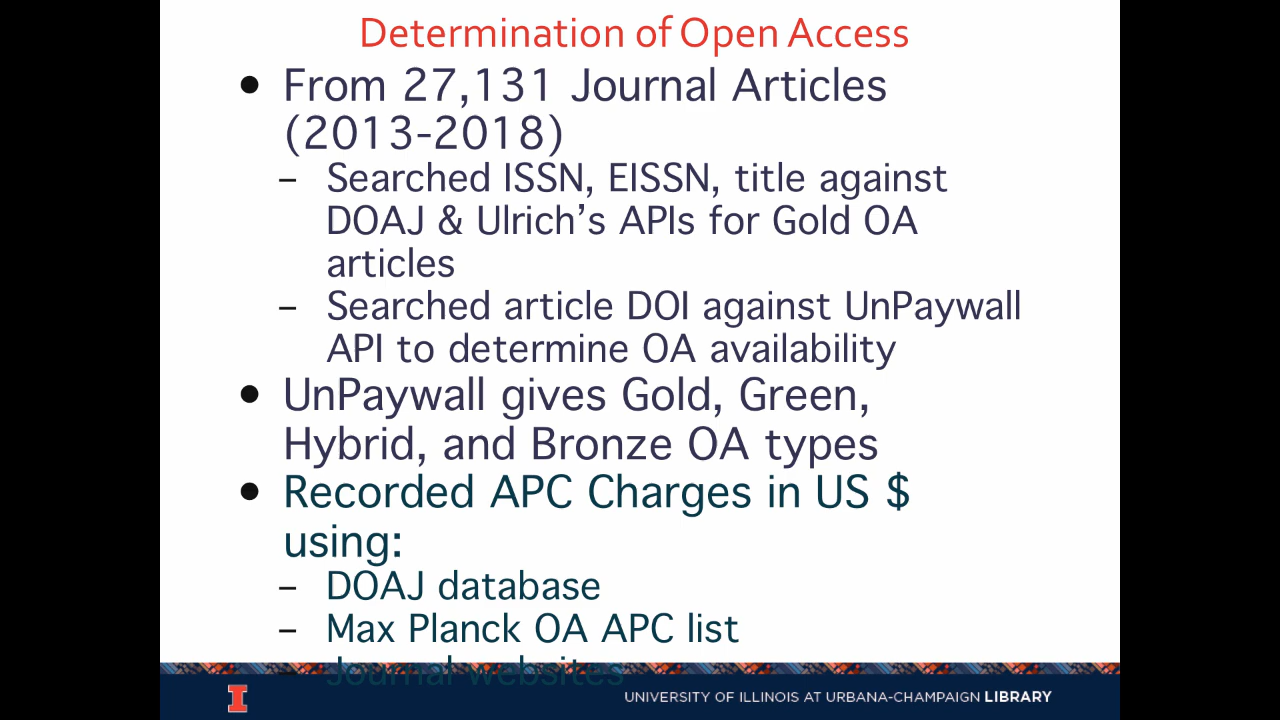 Determination of Open Access
• From 27,131 Journal Articles
(2013-2018)
– Searched ISSN, EISSN, title against
DOAJ & Ulrich’s APIs for Gold OA
articles
– Searched article DOI against UnPaywall
API to determine OA availability
• UnPaywall gives Gold, Green,
Hybrid, and Bronze OA types
• Recorded APC Charges in US $
using:
– DOAJ database
– Max Planck OA APC list
– Journal websites
I
UNIVERSITY OF ILLINOIS AT URBANA-CHAMPAIGN LIBRARY